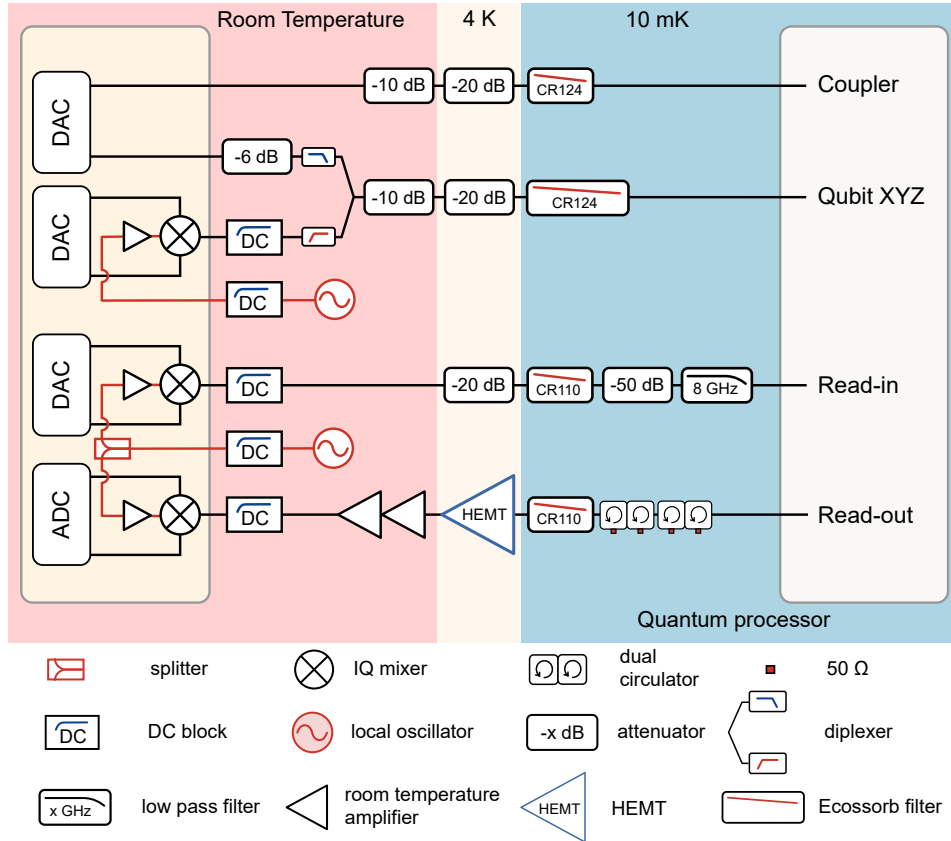 Room Temperature 4 K 10 mK
DAC
-10 dB -20 dB CR124 Coupler
-6 dB
DAC
-10 dB -20 dB CR124 Qubit XYZ
DC
DC
DAC
DC -20 dB CR110 -50 dB 8 GHz Read-in
DC
ADC
DC HEMT CR110 Read-out
Quantum processor
splitter
IQ mixer
dual
circulator
50 Ω
DC
DC block
local oscillator
-x dB
attenuator
diplexer
x GHz
low pass filter
room temperature
amplifier
HEMT
HEMT
Ecossorb filter